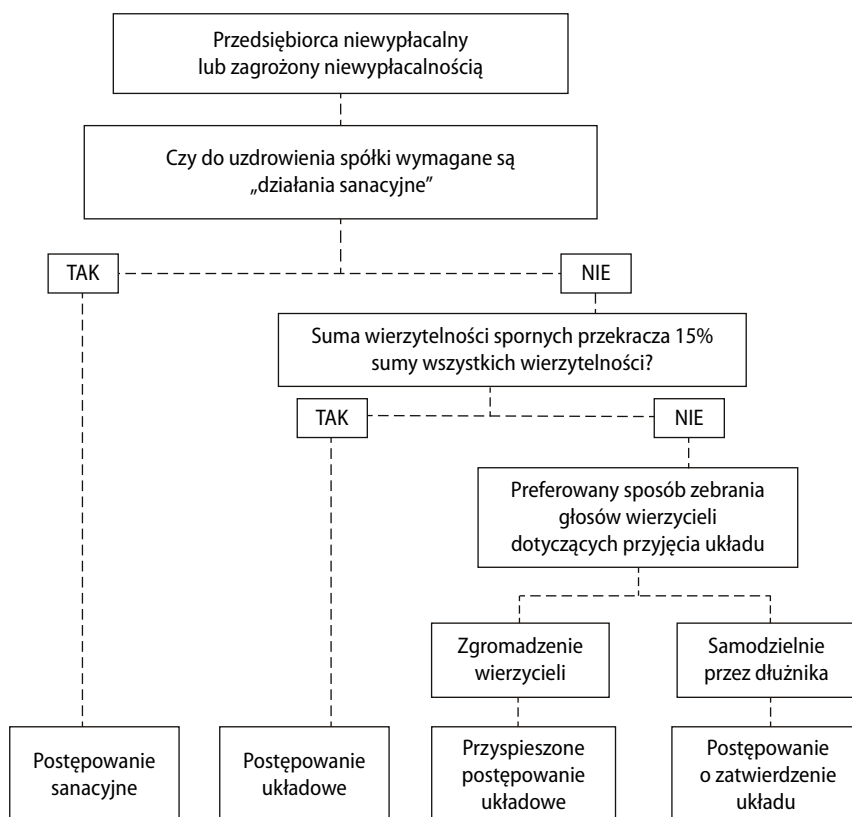 Przedsiębiorca niewypłacalny
lub zagrożony niewypłacalnością
Czy do uzdrowienia spółki wymagane są
„działania sanacyjne”
TAK
NIE
Suma wierzytelności spornych przekracza 15%
sumy wszystkich wierzytelności?
TAK
NIE
Preferowany sposób zebrania
głosów wierzycieli
dotyczących przyjęcia układu
Zgromadzenie
wierzycieli
Samodzielnie
przez dłużnika
Postępowanie
sanacyjne
Postępowanie
układowe
Przyspieszone
postępowanie
układowe
Postępowanie
o zatwierdzenie
układu